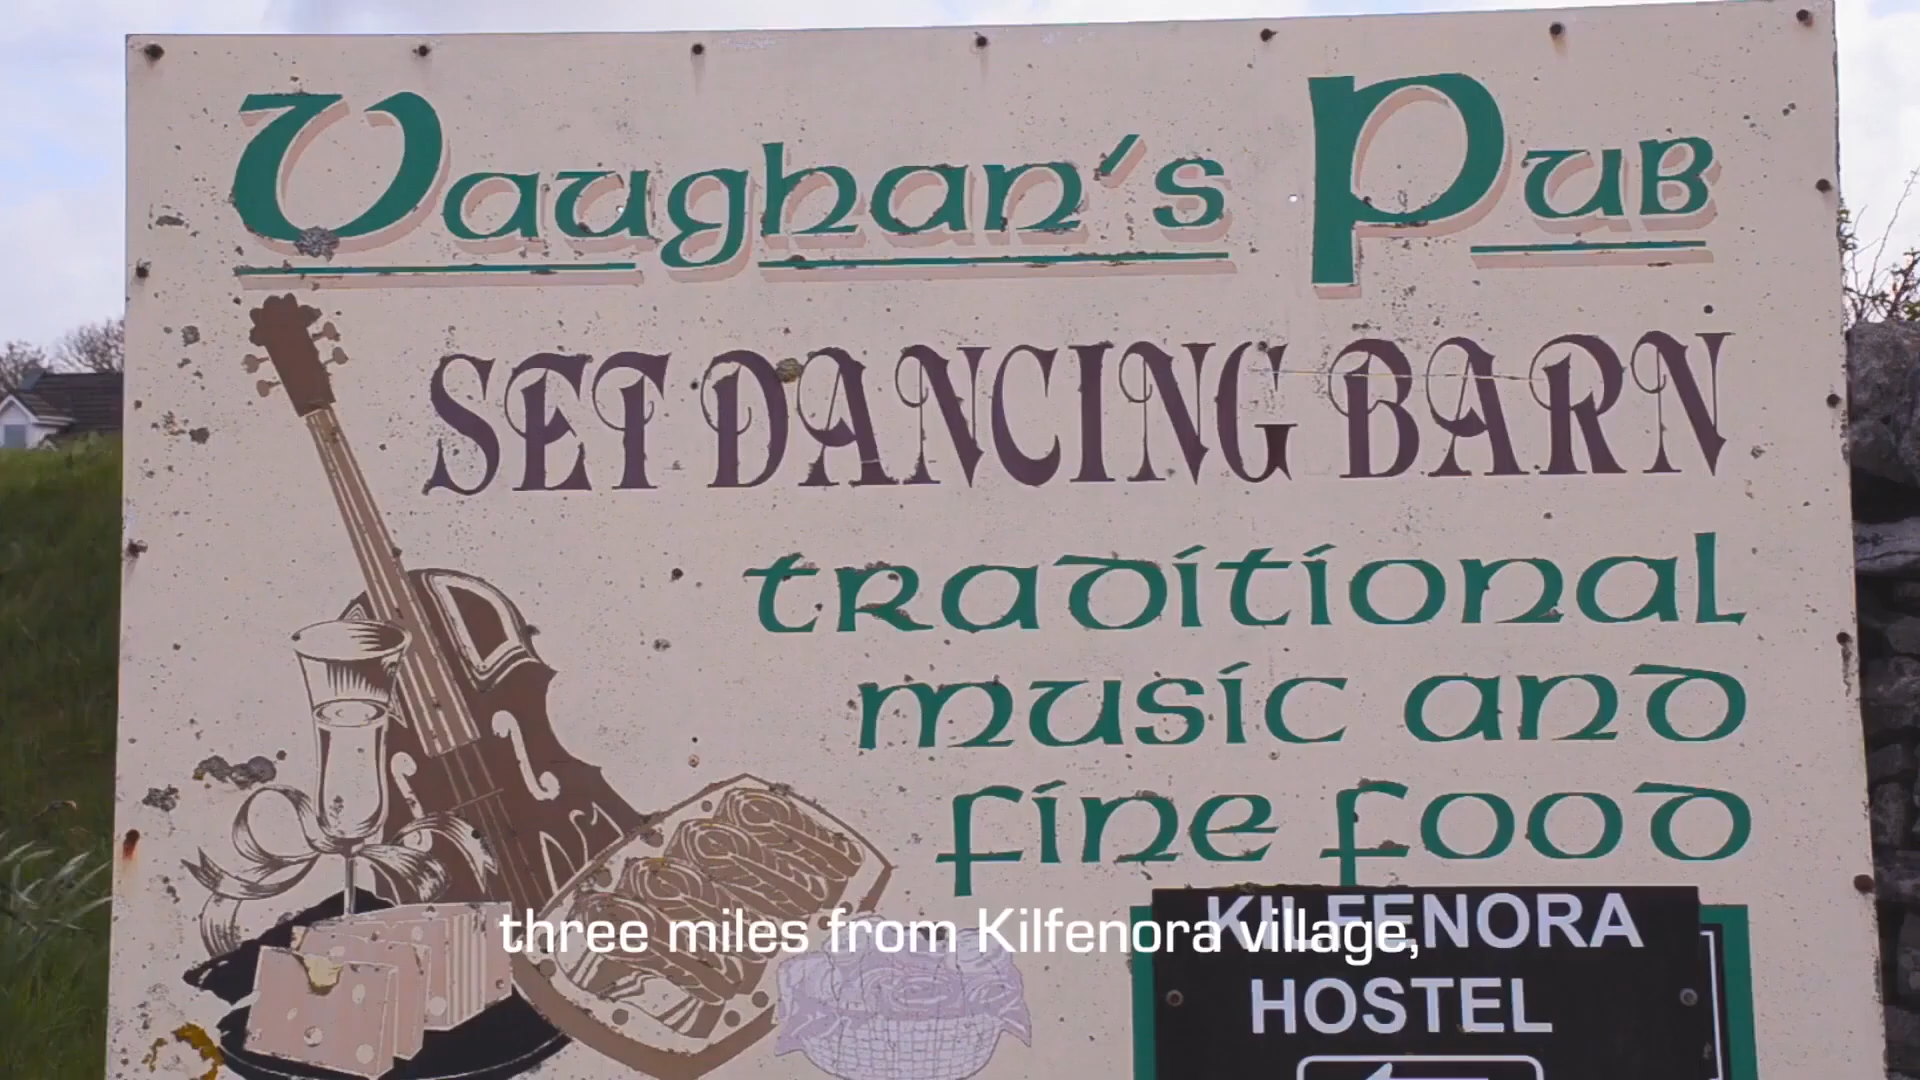 Vaughan's Pub
SET DANCING BARN
traditional
music and
fine food
KILFENORA
HOSTEL
three miles from Kilfenora village,